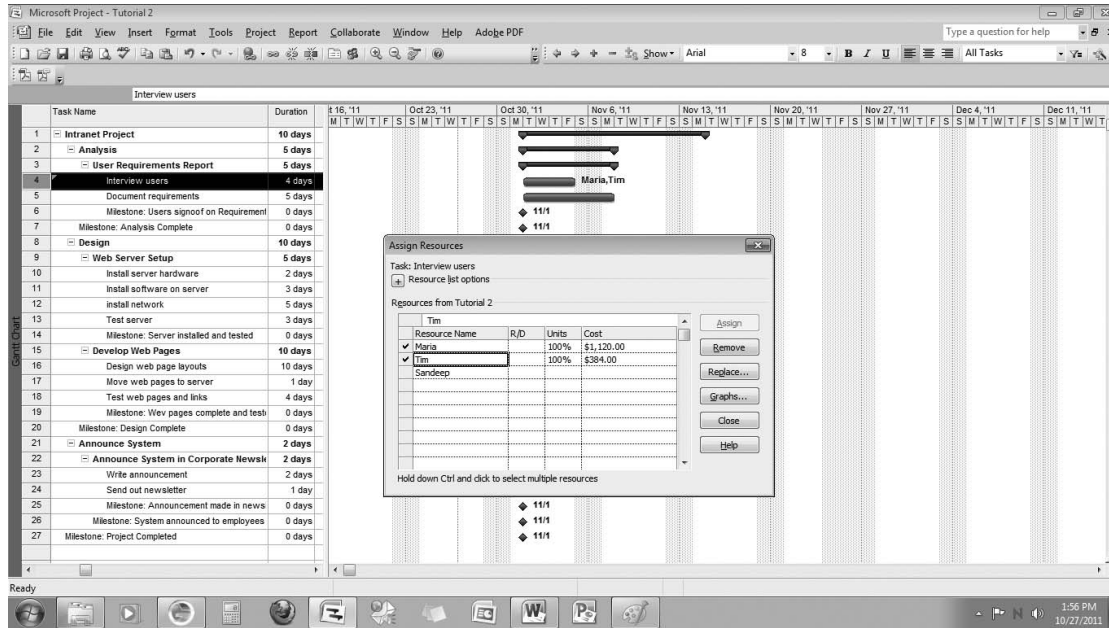 Microsoft Project - Tutorial 2
File Edit View Insert Format Tools Project Report Collaborate Window Help Adobe PDF
Type a question for help
Show Arial 8 B I U All Tasks
Interview users
Task Name Duration
t 16, '11 Oct 23, '11 Oct 30, '11 Nov 6, '11 Nov 13, '11 Nov 20, '11 Nov 27, '11 Dec 4, '11 Dec 11, '11
M T W T F S S M T W T F S S M T W T F S S M T W T F S S M T W T F S S M T W T F S S M T W T F S S M T W T F S S M T W T
1 Intranet Project 10 days
2 Analysis 5 days
3 User Requirements Report 5 days
4 Interview users 4 days Maria,Tim
5 Document requirements 5 days
6 Milestone: Users signoof on Requirement 0 days 11/1
7 Milestone: Analysis Complete 0 days 11/1
8 Design 10 days
9 Web Server Setup 5 days
10 Install server hardware 2 days
11 Install software on server 3 days
12 install network 5 days
13 Test server 3 days
14 Milestone: Server installed and tested 0 days
15 Develop Web Pages 10 days
16 Design web page layouts 10 days
17 Move web pages to server 1 day
18 Test web pages and links 4 days
19 Milestone: Wev pages complete and teste 0 days
20 Milestone: Design Complete 0 days
21 Announce System 2 days
22 Announce System in Corporate Newsle 2 days
23 Write announcement 2 days
24 Send out newsletter 1 day
25 Milestone: Announcement made in news 0 days 11/1
26 Milestone: System announced to employees 0 days 11/1
27 Milestone: Project Completed 0 days 11/1
Gantt Chart
Assign Resources
Task: Interview users
+ Resource list options
Resources from Tutorial 2
Tim
Resource Name R/D Units Cost
Maria 100% $1,120.00
Tim 100% $384.00
Sandeep
Assign
Remove
Replace...
Graphs...
Close
Help
Hold down Ctrl and click to select multiple resources
Ready
1:56 PM
10/27/2011